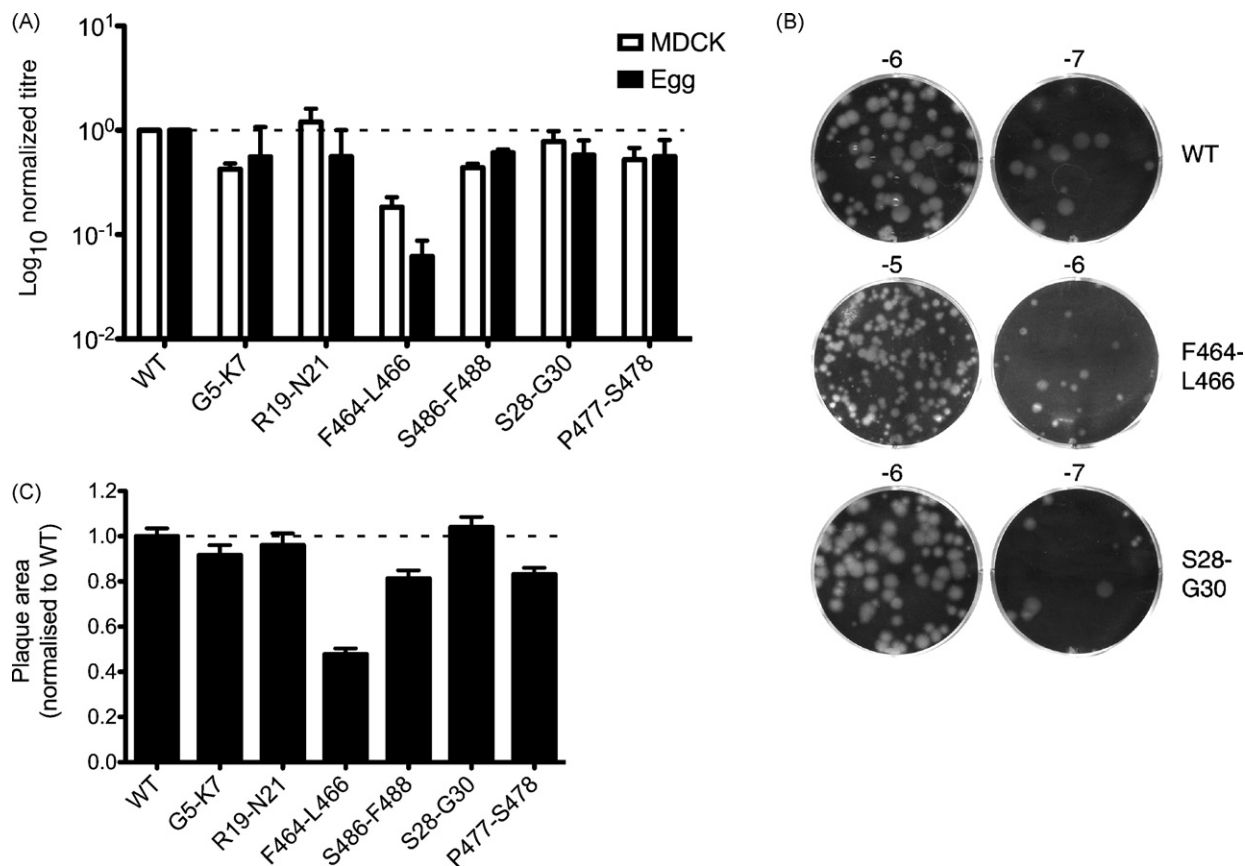 (A)
Log10 normalized titre
10¹
10⁰
10⁻¹
10⁻²
MDCK
Egg
WT
G5-K7
R19-N21
F464-L466
S486-F488
S28-G30
P477-S478
(B)
-6 -7
WT
-5 -6
F464-
L466
-6 -7
S28-
G30
(C)
Plaque area
(normalised to WT)
1.2
1.0
0.8
0.6
0.4
0.2
0.0
WT
G5-K7
R19-N21
F464-L466
S486-F488
S28-G30
P477-S478